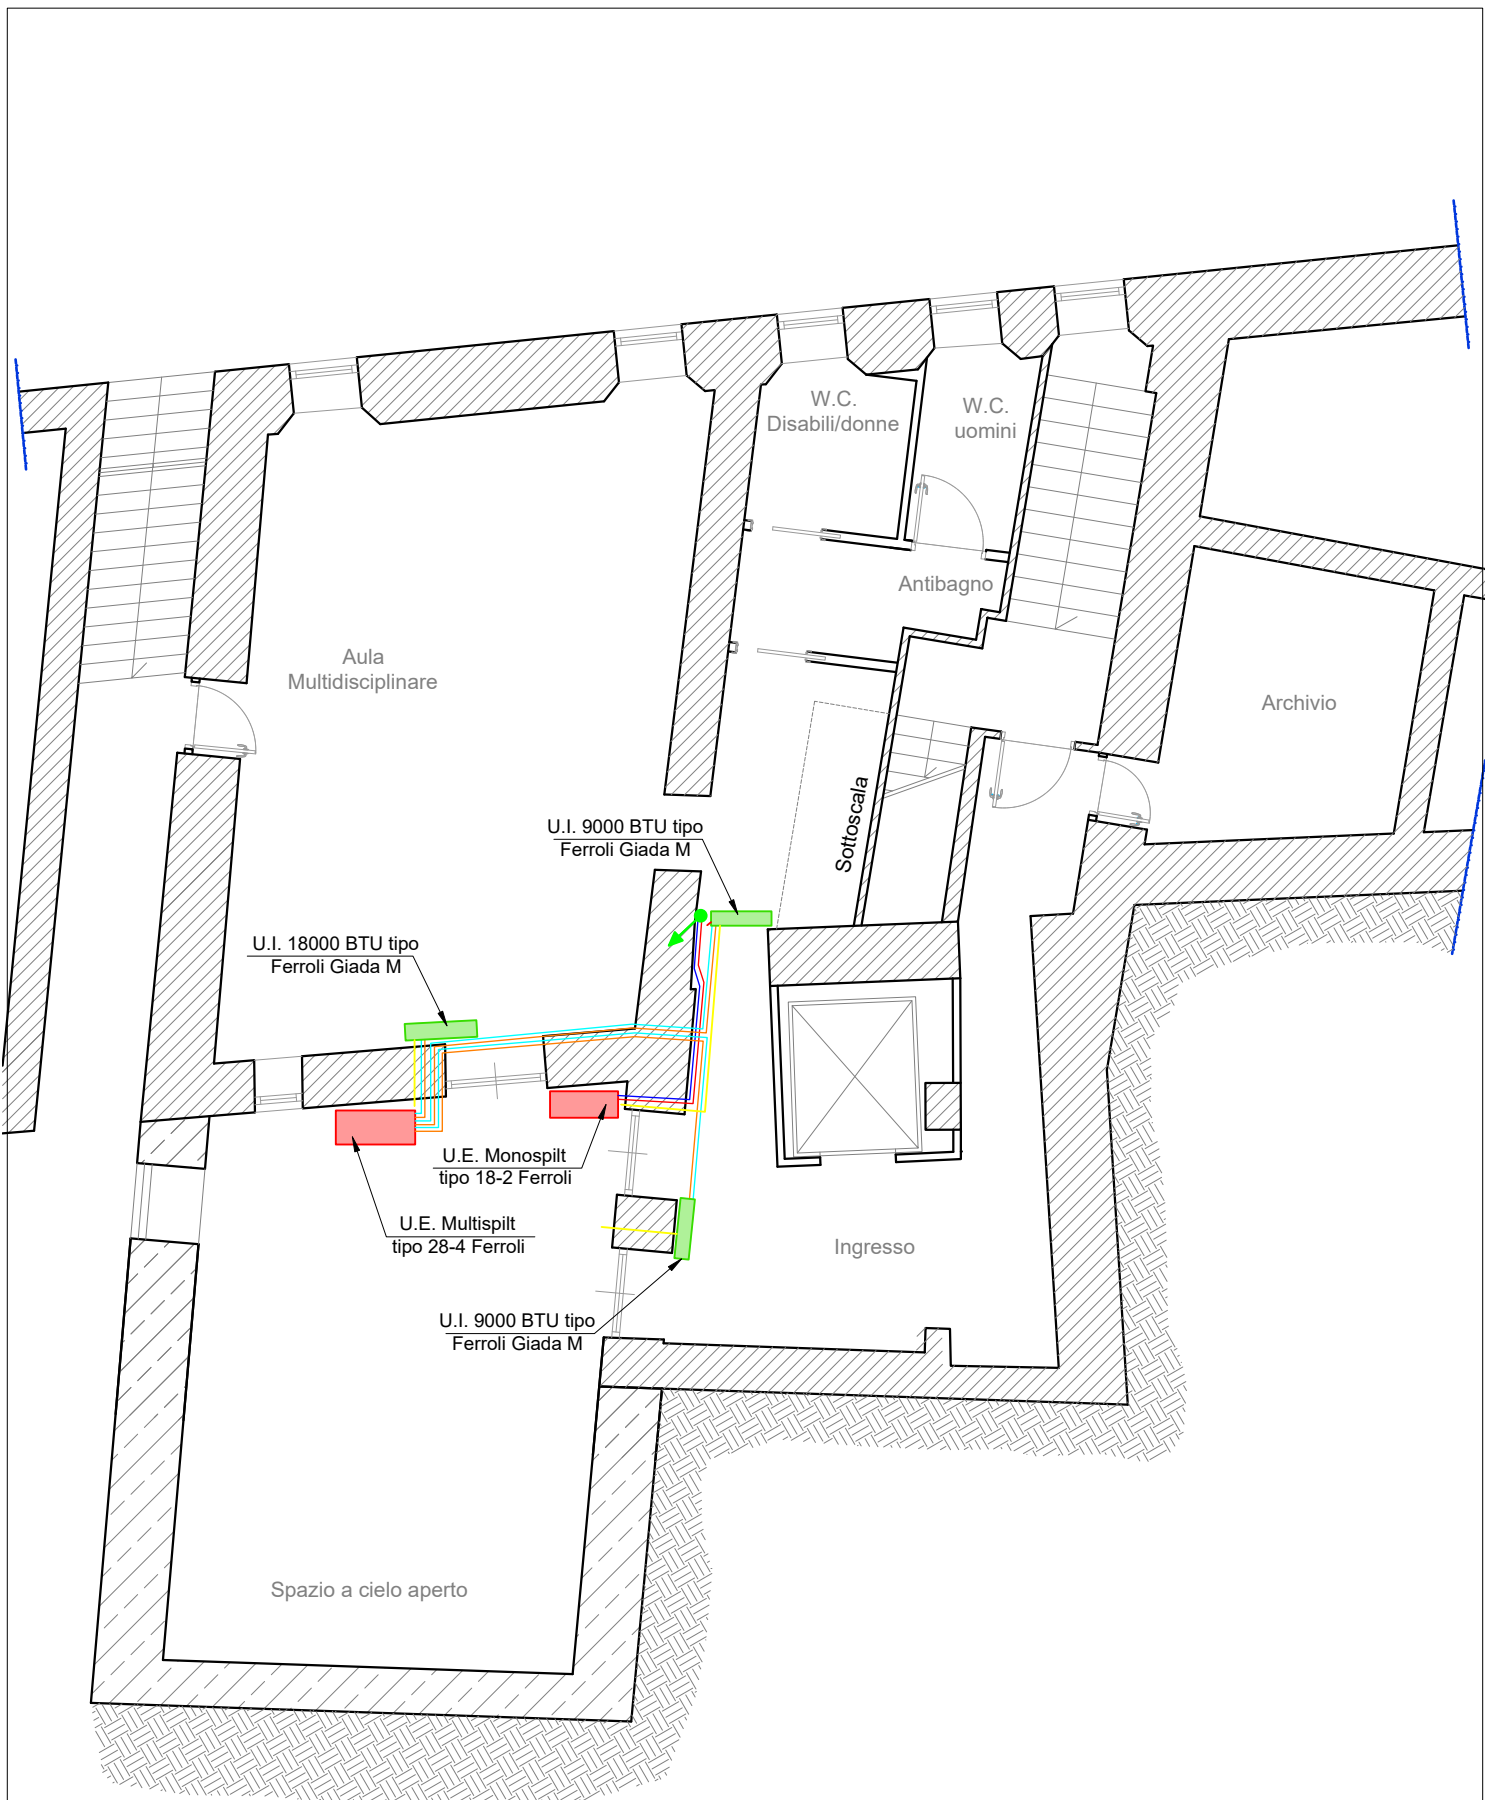 W.C.
Disabili/donne
W.C.
uomini
Antibagno
Aula
Multidisciplinare
Archivio
Sottoscala
U.I. 9000 BTU tipo
Ferroli Giada M
U.I. 18000 BTU tipo
Ferroli Giada M
U.E. Monospilt
tipo 18-2 Ferroli
U.E. Multispilt
tipo 28-4 Ferroli
Ingresso
U.I. 9000 BTU tipo
Ferroli Giada M
Spazio a cielo aperto